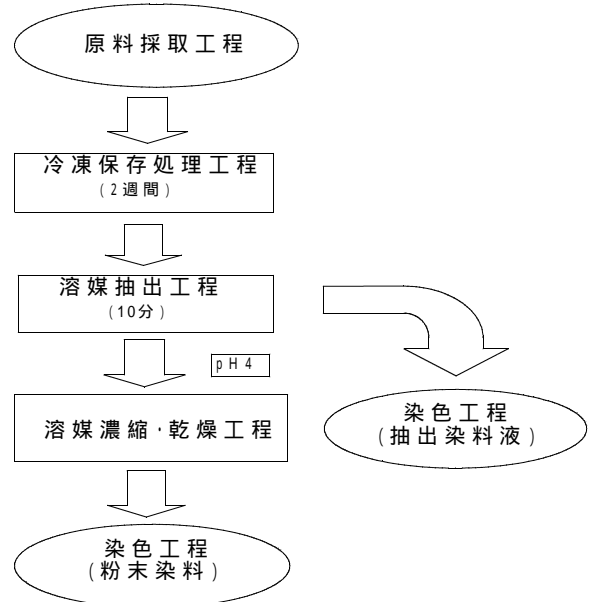 原料採取工程
冷凍保存処理工程
(2週間)
溶媒抽出工程
(10分)
pH4
溶媒濃縮・乾燥工程
染色工程
(抽出染料液)
染色工程
(粉末染料)